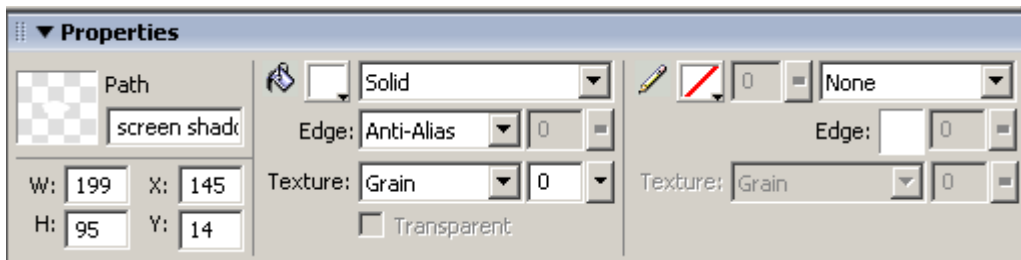 Properties
Path
screen shado
W: 199 X: 145
H: 95 Y: 14
Solid
Edge: Anti-Alias 0
Texture: Grain 0
Transparent
0 None
Edge: 0
Texture: Grain 0